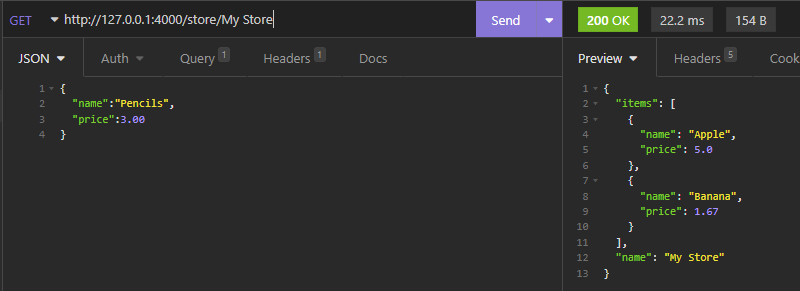 GET http://127.0.0.1:4000/store/My Store Send 200 OK 22.2 ms 154 B
JSON Auth Query 1 Headers 1 Docs Preview Headers 5 Cook
1 {
2 "name":"Pencils",
3 "price":3.00
4 }
1 {
2 "items": [
3 {
4 "name": "Apple",
5 "price": 5.0
6 },
7 {
8 "name": "Banana",
9 "price": 1.67
10 }
11 ],
12 "name": "My Store"
13 }